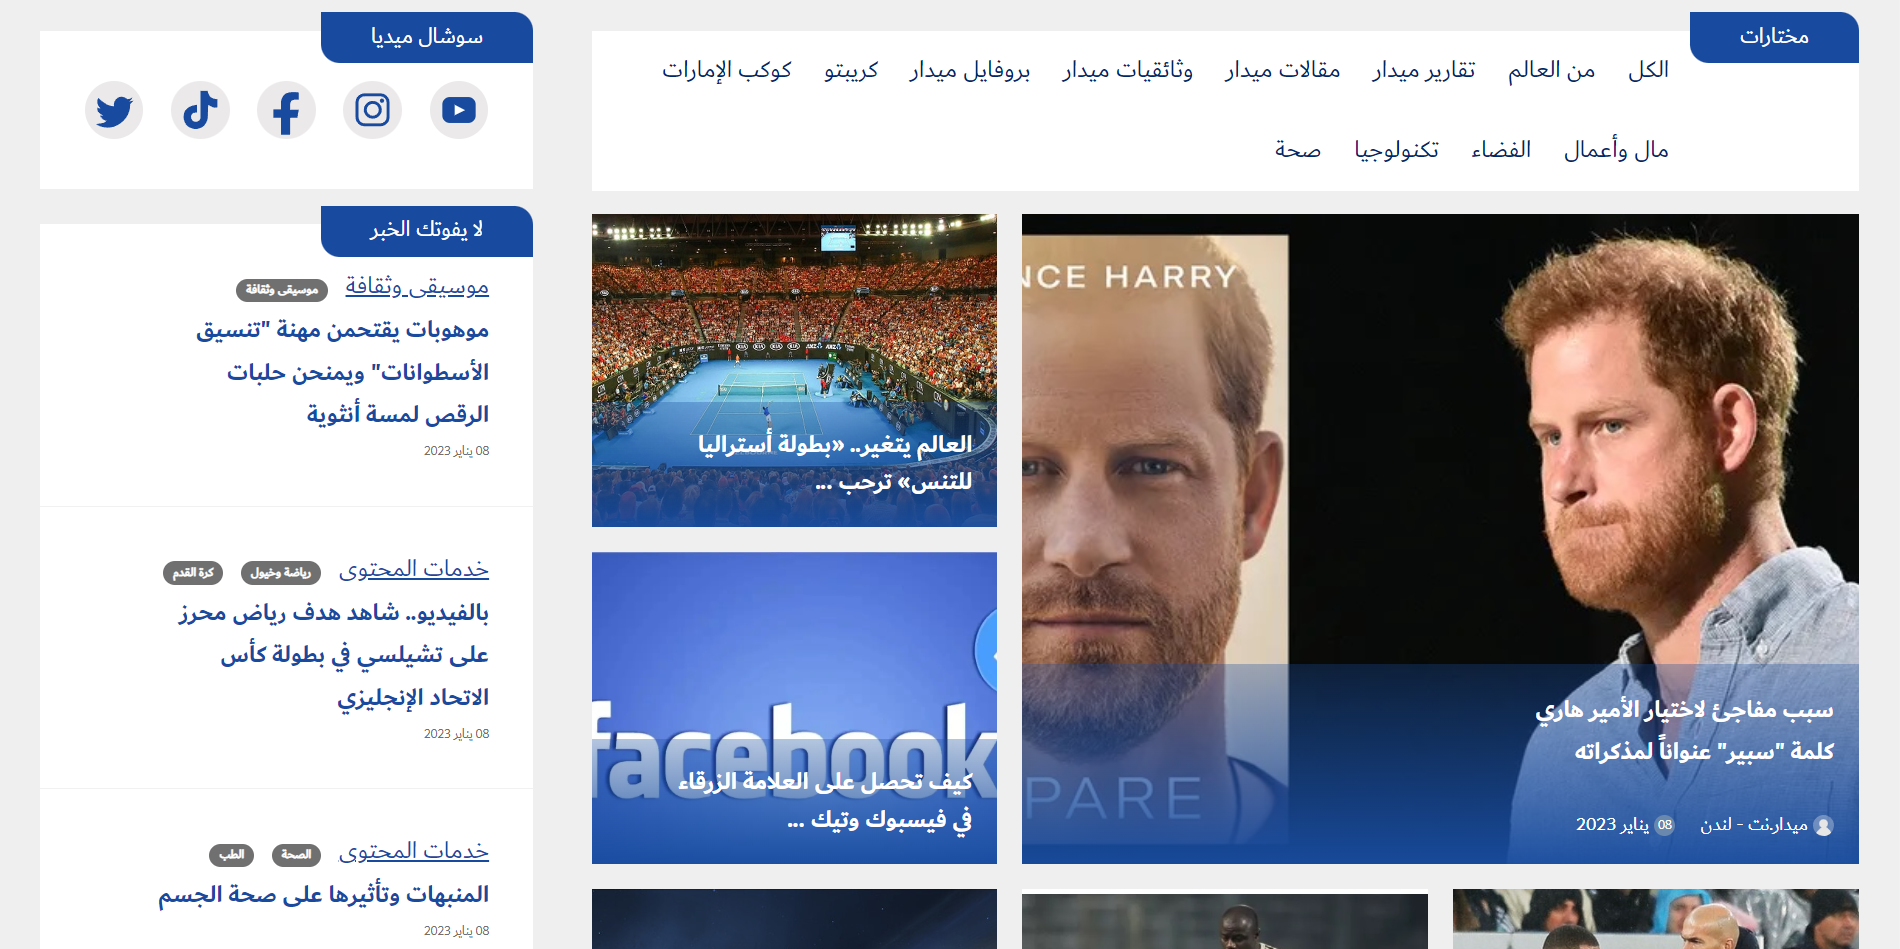 مختارات
الكل من العالم تقارير ميدار مقالات ميدار وثائقيات ميدار بروفايل ميدار كريبتو كوكب الإمارات
مال وأعمال الفضاء تكنولوجيا صحة
NCE HARRY
PARE
سبب مفاجئ لاختيار الأمير هاري
كلمة "سبير" عنواناً لمذكراته
ميدار.نت - لندن 08 يناير 2023
العالم يتغير.. «بطولة أستراليا
للتنس» ترحب ...
facebook
كيف تحصل على العلامة الزرقاء
في فيسبوك وتيك ...
سوشال ميديا
لا يفوتك الخبر
موسيقى وثقافة موسيقى وثقافة
موهوبات يقتحمن مهنة "تنسيق
الأسطوانات" ويمنحن حلبات
الرقص لمسة أنثوية
08 يناير 2023
خدمات المحتوى رياضة وخيول كرة القدم
بالفيديو.. شاهد هدف رياض محرز
على تشيلسي في بطولة كأس
الاتحاد الإنجليزي
08 يناير 2023
خدمات المحتوى الصحة الطب
المنبهات وتأثيرها على صحة الجسم
08 يناير 2023